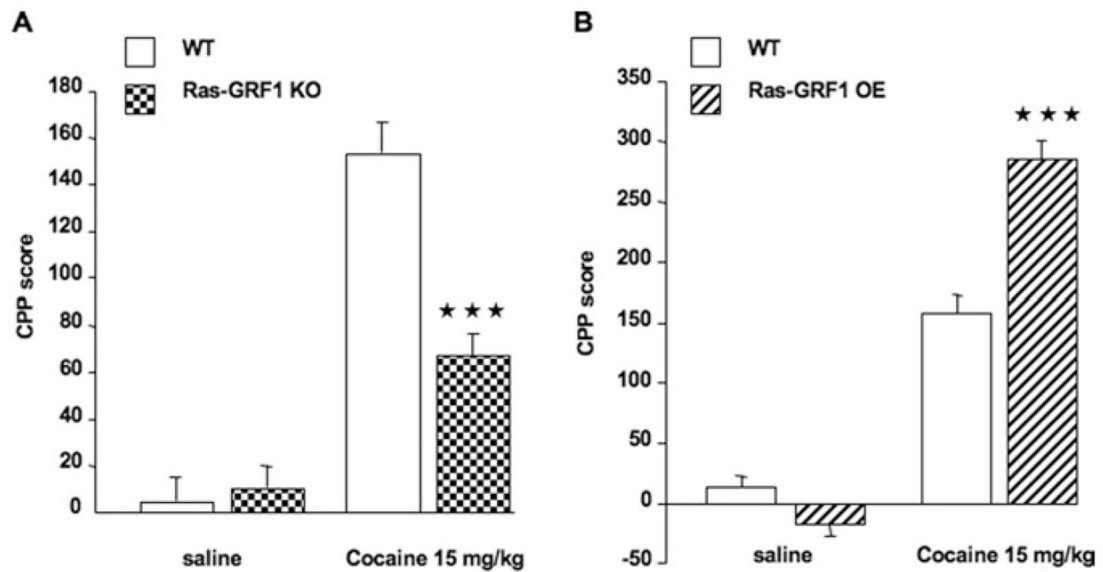 A
WT
Ras-GRF1 KO
180
160
140
120
100
80
60
40
20
0
CPP score
★ ★ ★
saline
Cocaine 15 mg/kg
B
WT
Ras-GRF1 OE
350
300
250
200
150
100
50
0
-50
CPP score
★ ★ ★
saline
Cocaine 15 mg/kg